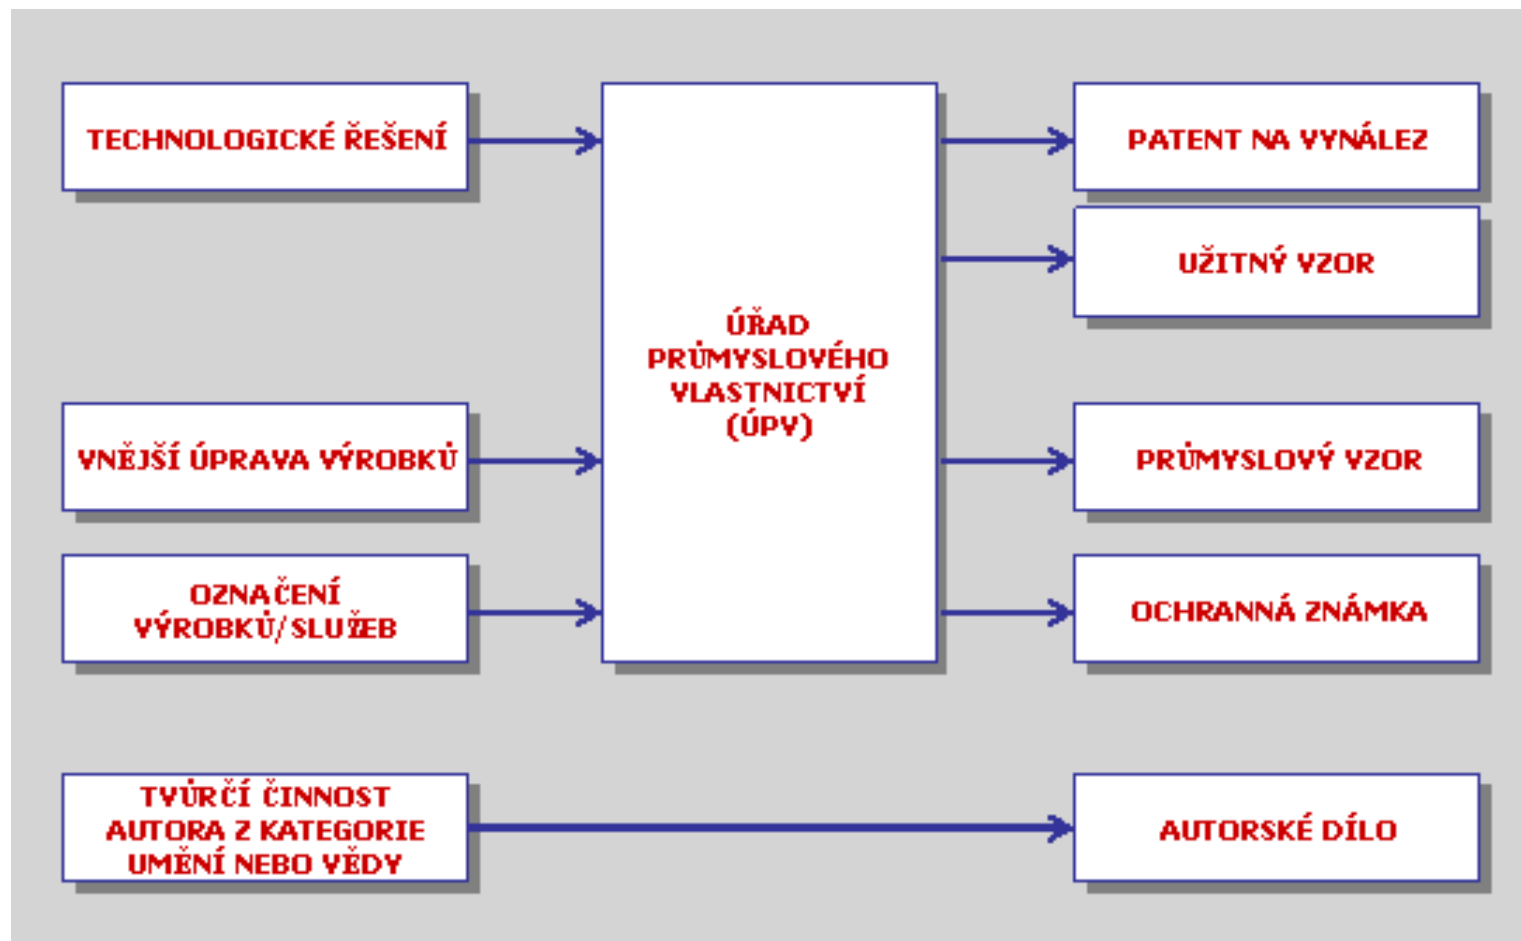 TECHNOLOGICKÉ ŘEŠENÍ
PATENT NA VYNÁLEZ
UŽITNÝ VZOR
ÚŘAD
PRŮMYSLOVÉHO
VLASTNICTVÍ
(ÚPV)
VNĚJŠÍ ÚPRAVA VÝROBKŮ
PRŮMYSLOVÝ VZOR
OZNAČENÍ
VÝROBKŮ/SLUŽEB
OCHRANNÁ ZNÁMKA
TVŮRČÍ ČINNOST
AUTORA Z KATEGORIE
UMĚNÍ NEBO VĚDY
AUTORSKÉ DÍLO